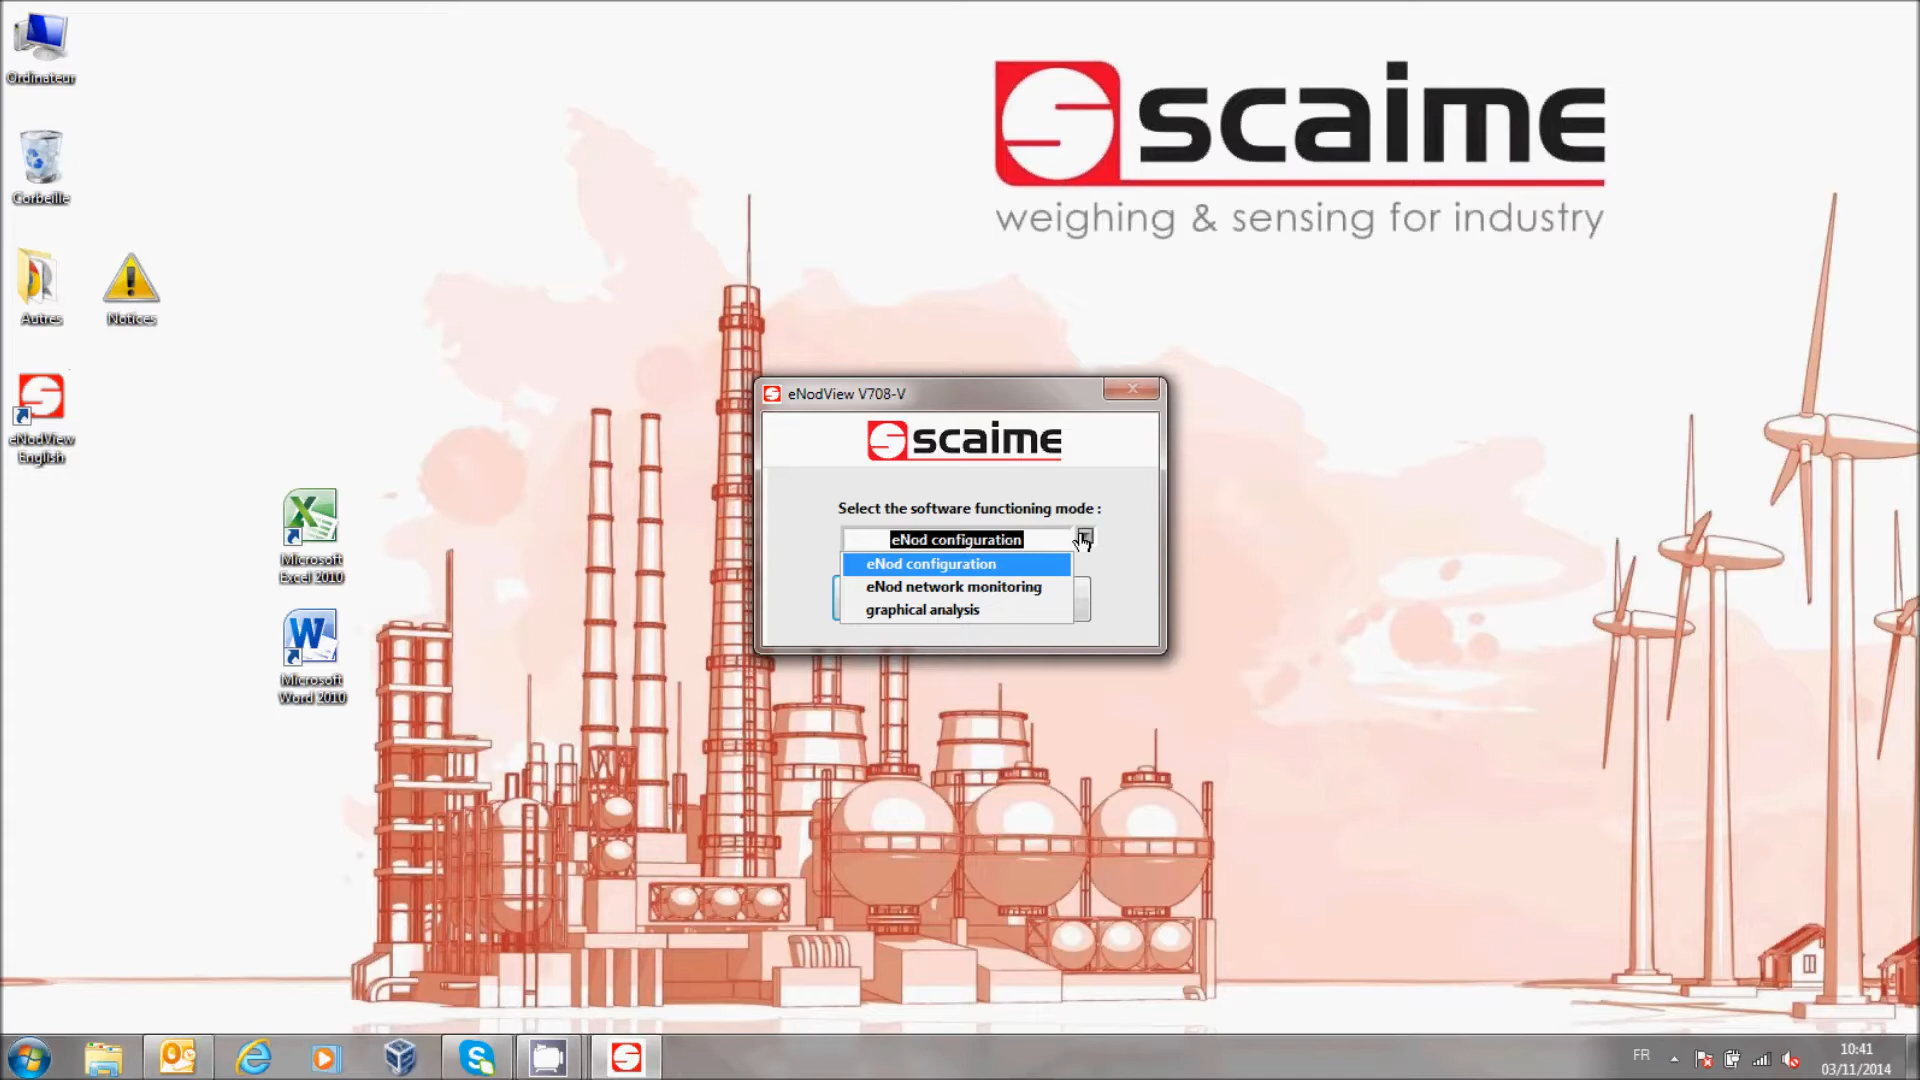 Ordinateur
Corbeille
Autres
Notices
eNodView
English
Microsoft
Excel 2010
Microsoft
Word 2010
scaime
weighing & sensing for industry
eNodView V708-V
scaime
Select the software functioning mode :
eNod configuration
eNod configuration
eNod network monitoring
graphical analysis
FR
10:41
03/11/2014